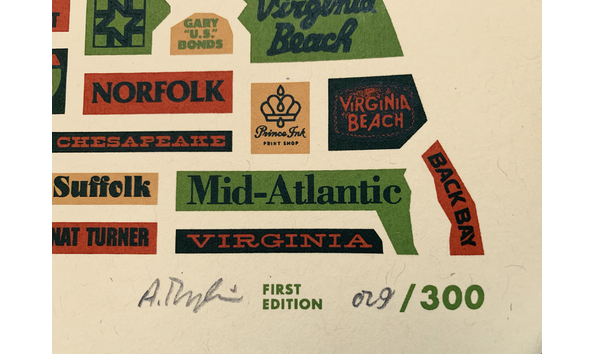 T
GARY
"U.S."
BONDS
Virginia
Beach
NORFOLK
Prince Ink
PRINT SHOP
VIRGINIA
BEACH
CHESAPEAKE
Suffolk
Mid-Atlantic
BACK BAY
NAT TURNER
VIRGINIA
FIRST
EDITION
029/300